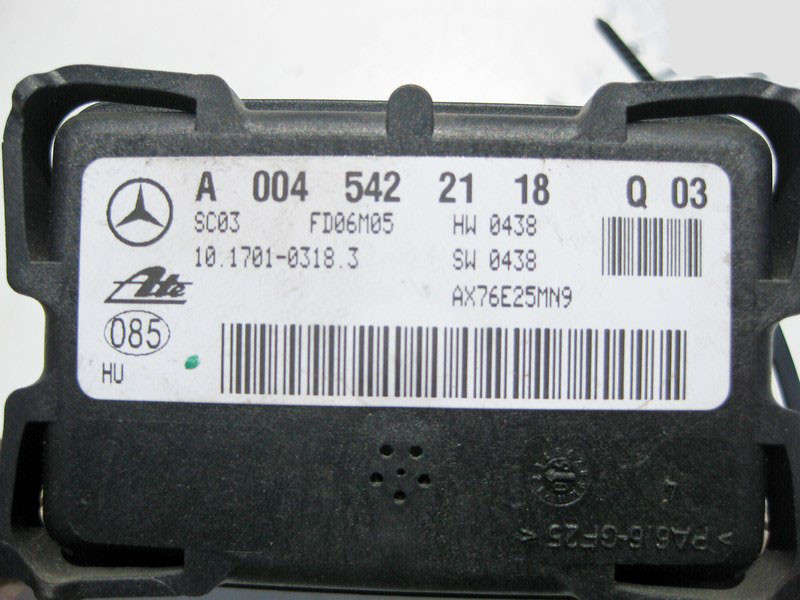 A 004 542 21 18 Q 03
SC03 FD06M05 HW 0438
10.1701-0318.3 SW 0438
Ate AX76E25MN9
085
HU
4
>PA6.6-GF25<